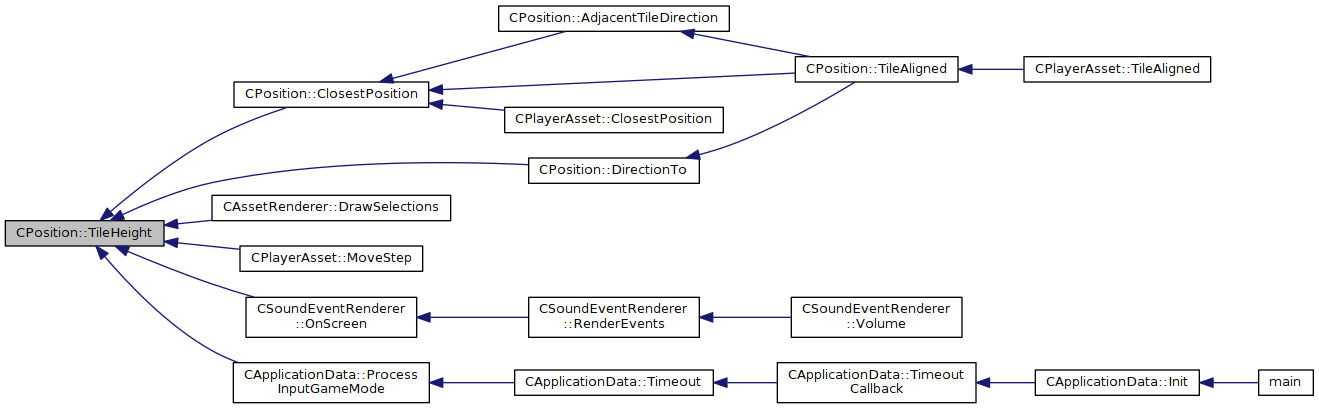 CPosition::AdjacentTileDirection
CPosition::TileAligned
CPlayerAsset::TileAligned
CPosition::ClosestPosition
CPlayerAsset::ClosestPosition
CPosition::DirectionTo
CAssetRenderer::DrawSelections
CPosition::TileHeight
CPlayerAsset::MoveStep
CSoundEventRenderer
::OnScreen
CSoundEventRenderer
::RenderEvents
CSoundEventRenderer
::Volume
CApplicationData::Process
InputGameMode
CApplicationData::Timeout
CApplicationData::Timeout
Callback
CApplicationData::Init
main